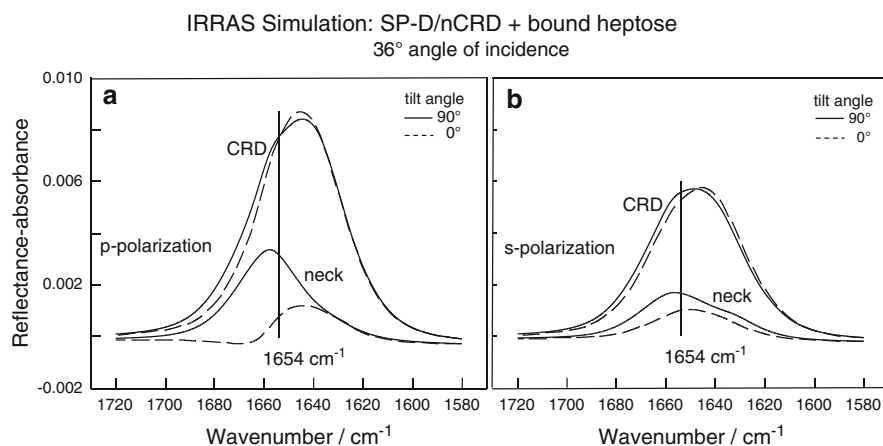 IRRAS Simulation: SP-D/nCRD + bound heptose
36° angle of incidence
Reflectance-absorbance
0.010
0.006
0.002
-0.002
a
tilt angle
90°
0°
CRD
p-polarization
neck
1654 cm-1
1720 1700 1680 1660 1640 1620 1600 1580
Wavenumber / cm-1
b
tilt angle
90°
0°
CRD
s-polarization
neck
1654 cm-1
1720 1700 1680 1660 1640 1620 1600 1580
Wavenumber / cm-1